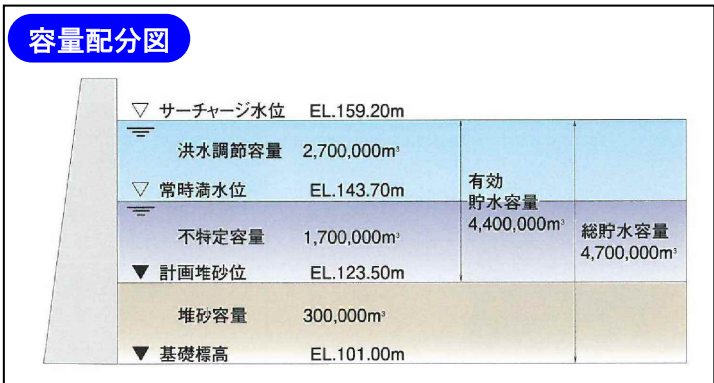 容量配分図
▽ サーチャージ水位 EL.159.20m
洪水調節容量 2,700,000m³
▽ 常時満水位 EL.143.70m
有効
貯水容量
4,400,000m³
不特定容量 1,700,000m³
総貯水容量
4,700,000m³
▼ 計画堆砂位 EL.123.50m
堆砂容量 300,000m³
▼ 基礎標高 EL.101.00m